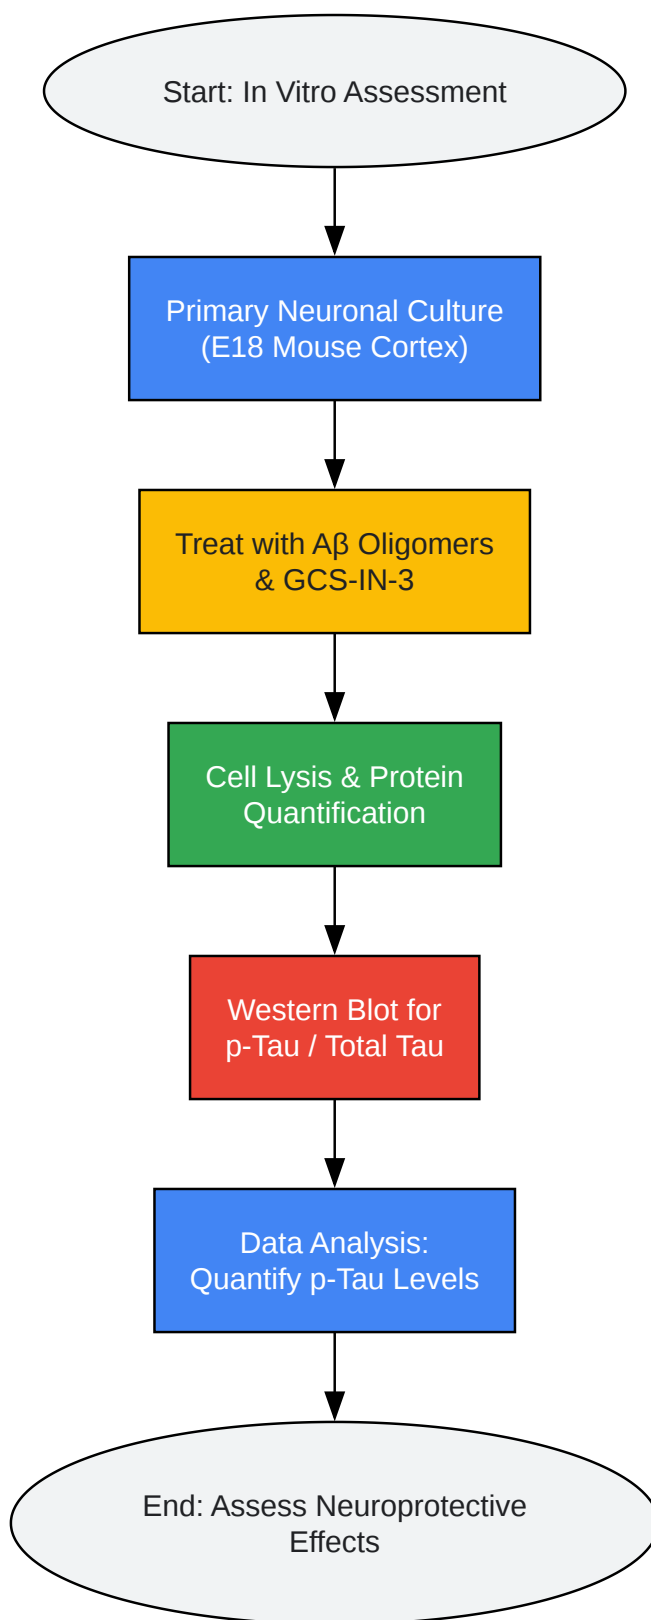 Start: In Vitro Assessment
Primary Neuronal Culture
(E18 Mouse Cortex)
Treat with Aβ Oligomers
& GCS-IN-3
Cell Lysis & Protein
Quantification
Western Blot for
p-Tau / Total Tau
Data Analysis:
Quantify p-Tau Levels
End: Assess Neuroprotective
Effects